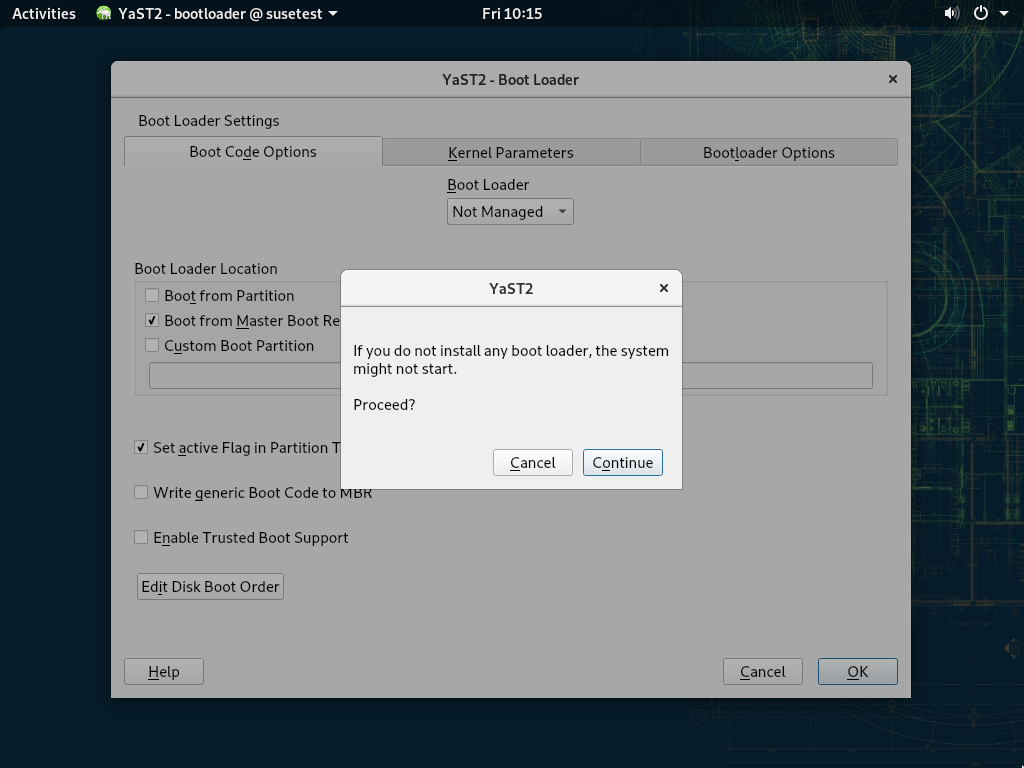 Activities YaST2 - bootloader @ susetest Fri 10:15
YaST2 - Boot Loader
Boot Loader Settings
Boot Code Options Kernel Parameters Bootloader Options
Boot Loader
Not Managed
Boot Loader Location
Boot from Partition
Boot from Master Boot Re
Custom Boot Partition
YaST2
If you do not install any boot loader, the system
might not start.
Proceed?
Cancel Continue
Set active Flag in Partition T
Write generic Boot Code to MBR
Enable Trusted Boot Support
Edit Disk Boot Order
Help Cancel OK